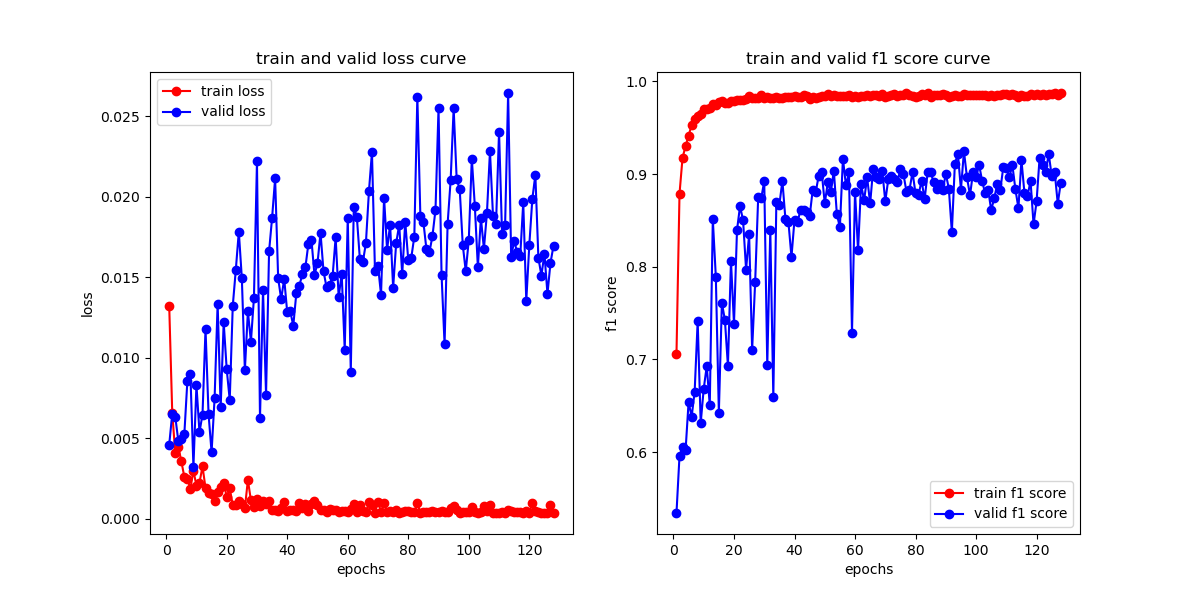 train and valid loss curve
train loss
valid loss
0.025
0.020
0.015
0.010
0.005
0.000
loss
0 20 40 60 80 100 120
epochs
train and valid f1 score curve
1.0
0.9
0.8
0.7
0.6
f1 score
train f1 score
valid f1 score
0 20 40 60 80 100 120
epochs